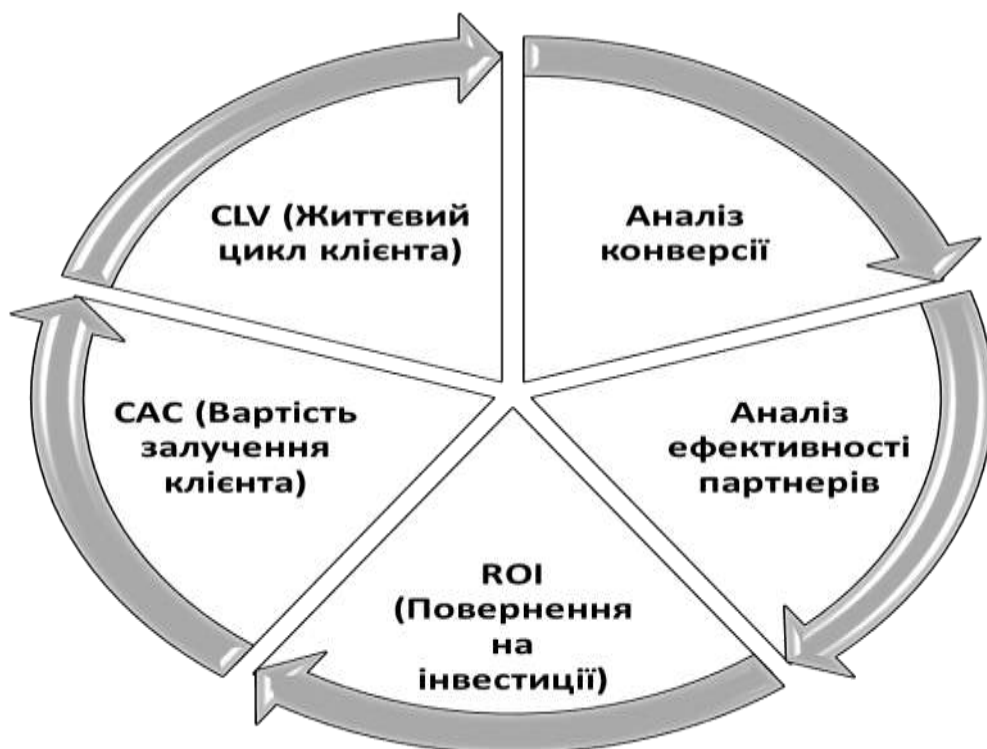 CLV (Життєвий
цикл клієнта)
Аналіз
конверсії
CAC (Вартість
залучення
клієнта)
Аналіз
ефективності
партнерів
ROI
(Повернення
на
інвестиції)